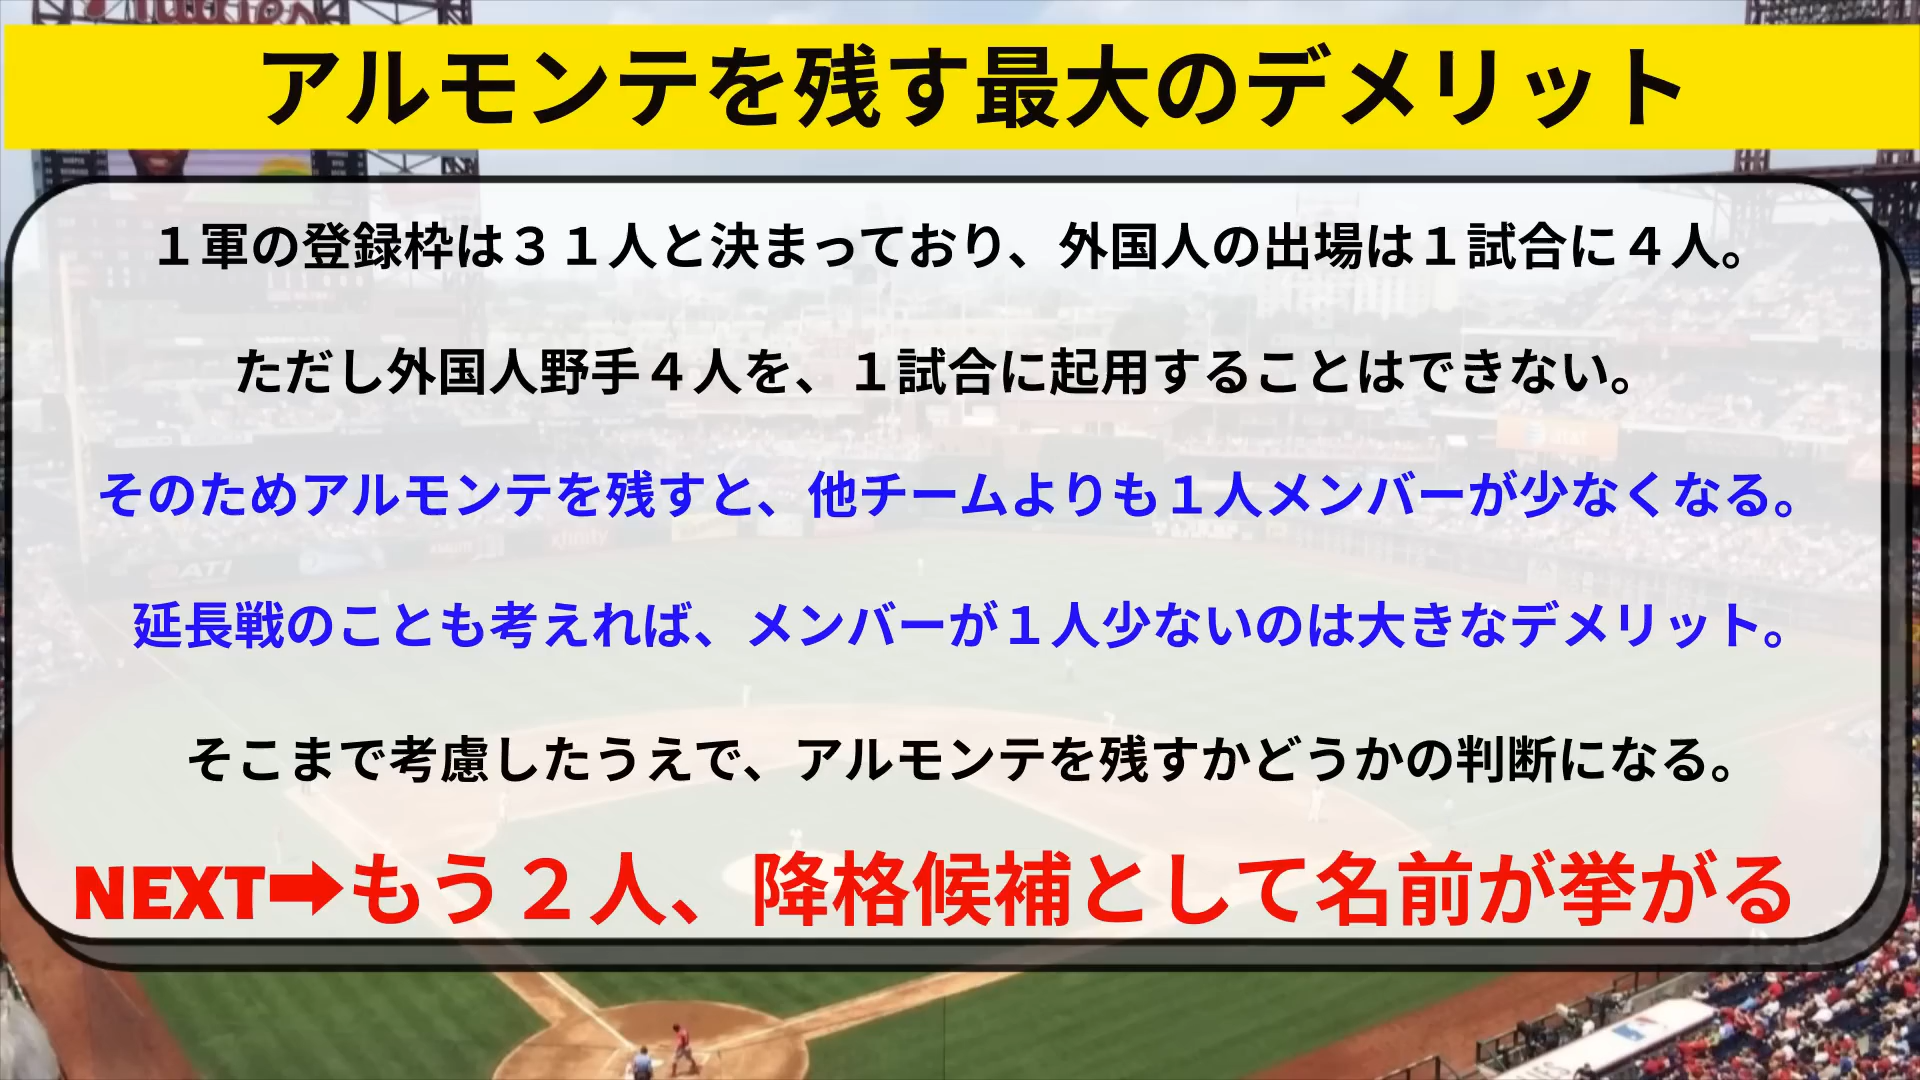 Phillies
アルモンテを残す最大のデメリット
１軍の登録枠は３１人と決まっており、外国人の出場は１試合に４人。
ただし外国人野手４人を、１試合に起用することはできない。
そのためアルモンテを残すと、他チームよりも１人メンバーが少なくなる。
延長戦のことも考えれば、メンバーが１人少ないのは大きなデメリット。
そこまで考慮したうえで、アルモンテを残すかどうかの判断になる。
NEXT➡もう２人、降格候補として名前が挙がる